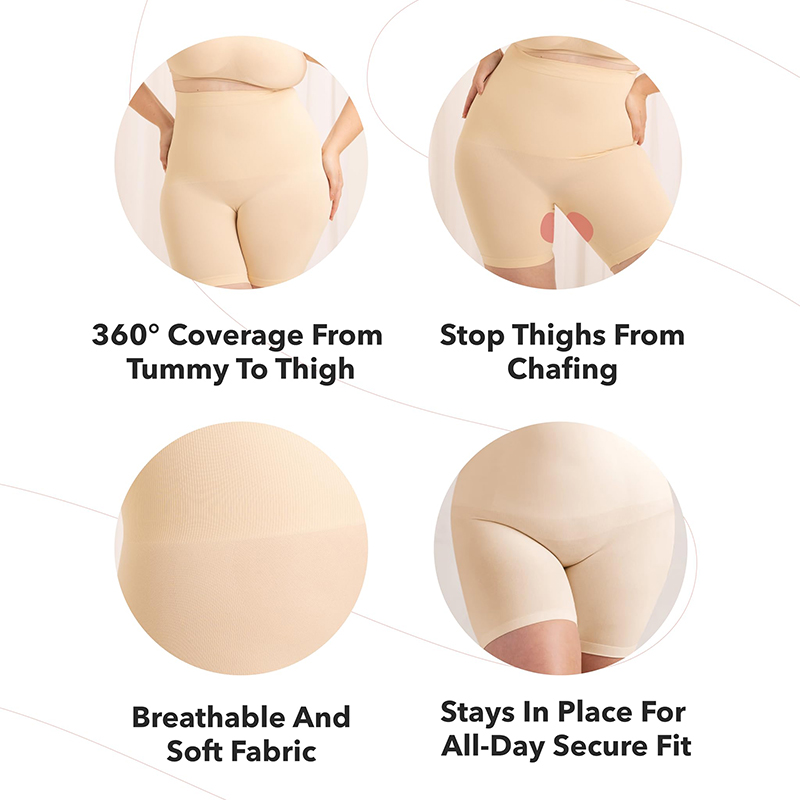 360° Coverage From
Tummy To Thigh
Stop Thighs From
Chafing
Breathable And
Soft Fabric
Stays In Place For
All-Day Secure Fit